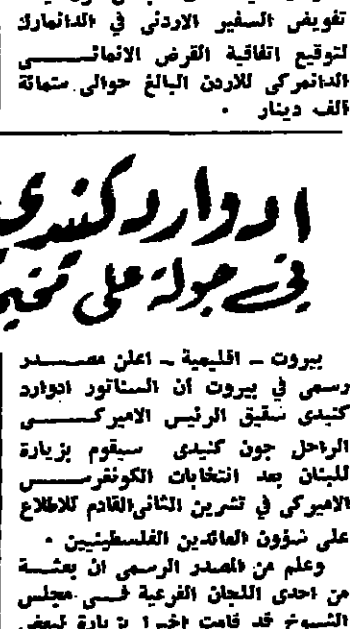 تفويض السفير الاردني في الدانمارك
لتوقيع اتفاقية القرض الانمائي
الدانمركي للاردن البالغ حوالي ستمائة
الف دينار .
ادوارد كنيدي
في جولة على
بيروت - اقليمية - اعلن مصدر
رسمي في بيروت أن السناتور ادوارد
كنيدي شقيق الرئيس الاميركي
الراحل جون كنيدي سيقوم بزيارة
للبنان بعد انتخابات الكونغرس
الاميركي في تشرين الثاني القادم للاطلاع
على شؤون العائدين الفلسطينيين .
وعلم من المصدر الرسمي ان بعثة
من احدى اللجان الفرعية في مجلس
الشيوخ قد قامت اخيرا بزيارة لبعض